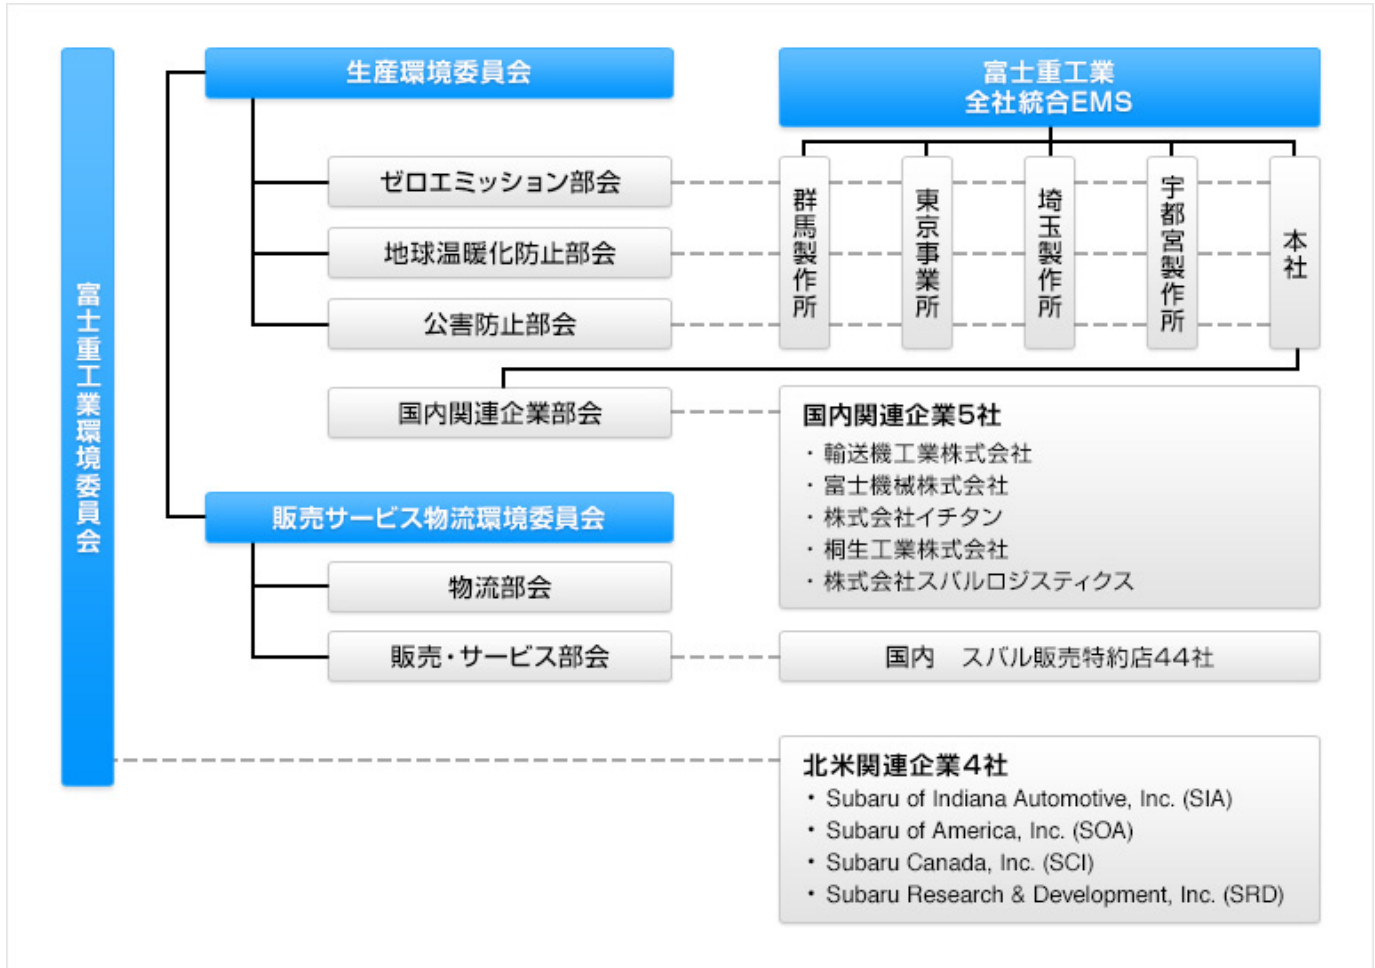 富士重工業環境委員会
生産環境委員会
ゼロエミッション部会
地球温暖化防止部会
公害防止部会
国内関連企業部会
販売サービス物流環境委員会
物流部会
販売・サービス部会
富士重工業
全社統合EMS
群馬製作所
東京事業所
埼玉製作所
宇都宮製作所
本社
国内関連企業5社
・輸送機工業株式会社
・富士機械株式会社
・株式会社イチタン
・桐生工業株式会社
・株式会社スバルロジスティクス
国内　スバル販売特約店44社
北米関連企業4社
・Subaru of Indiana Automotive, Inc. (SIA)
・Subaru of America, Inc. (SOA)
・Subaru Canada, Inc. (SCI)
・Subaru Research & Development, Inc. (SRD)